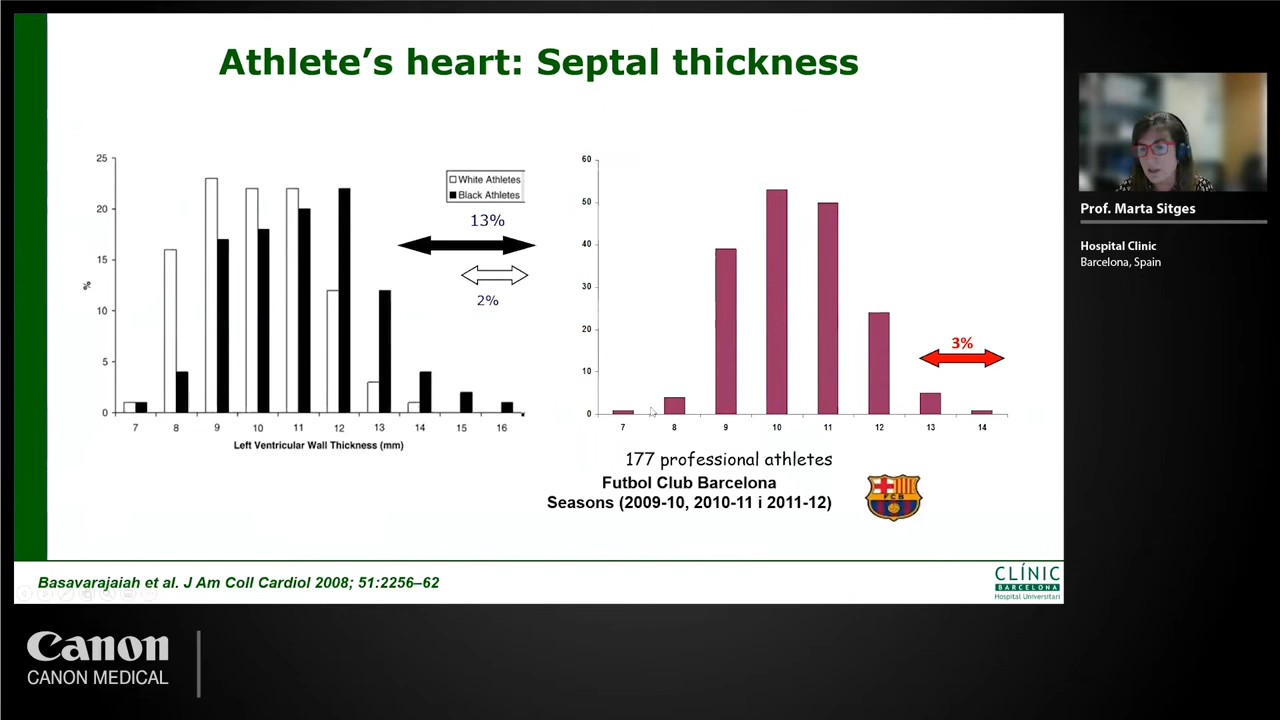 Athlete's heart: Septal thickness
25
20
15
10
5
0
%
7 8 9 10 11 12 13 14 15 16
Left Ventricular Wall Thickness (mm)
White Athletes
Black Athletes
13%
2%
60
50
40
30
20
10
0
7 8 9 10 11 12 13 14
3%
177 professional athletes
Futbol Club Barcelona
Seasons (2009-10, 2010-11 i 2011-12)
FCB
Basavarajaiah et al. J Am Coll Cardiol 2008; 51:2256–62
CLÍNIC
BARCELONA
Hospital Universitari
Prof. Marta Sitges
Hospital Clinic
Barcelona, Spain
Canon
CANON MEDICAL